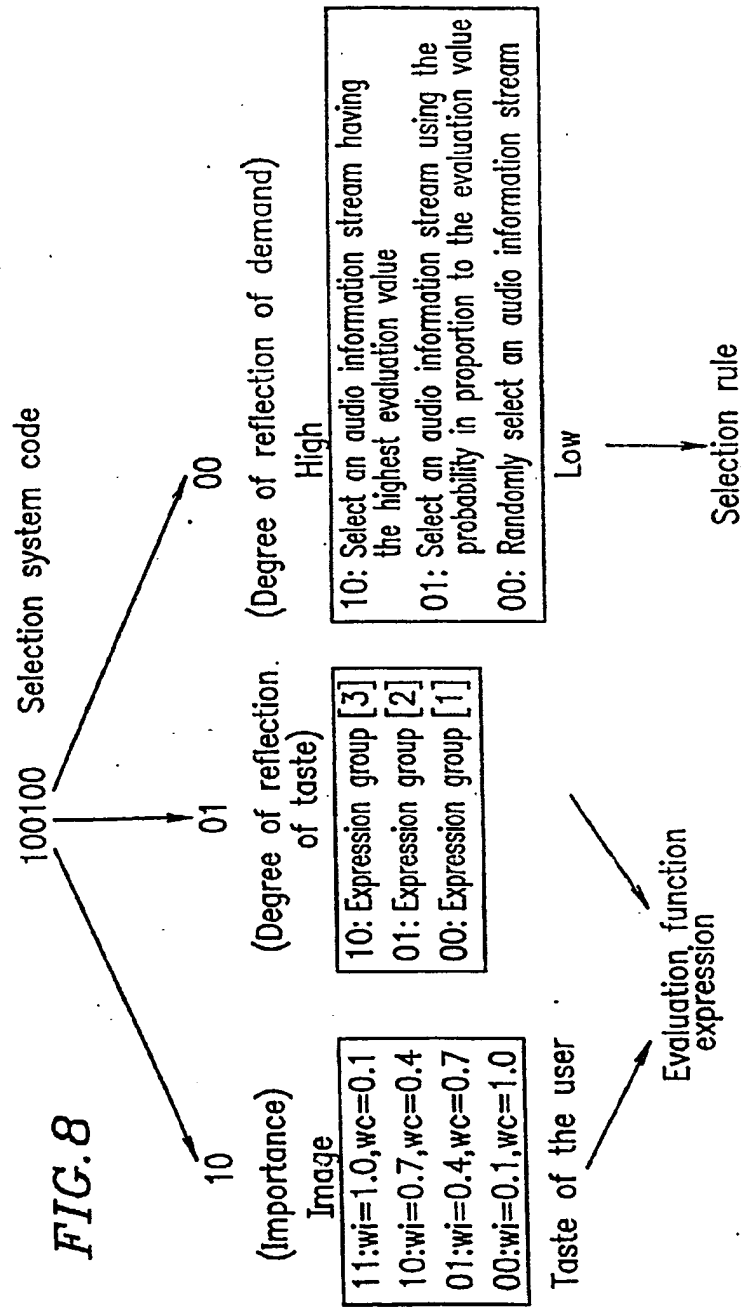 FIG.8
100100 Selection system code
10
01
00
(Importance)
Image
11:wi=1.0,wc=0.1
10:wi=0.7,wc=0.4
01:wi=0.4,wc=0.7
00:wi=0.1,wc=1.0
Taste of the user
(Degree of reflection.
of taste)
10: Expression group [3]
01: Expression group [2]
00: Expression group [1]
Evaluation function
expression
(Degree of reflection of demand)
High
10: Select an audio information stream having
the highest evaluation value
01: Select an audio information stream using the
probability in proportion to the evaluation value
00: Randomly select an audio information stream
Low
Selection rule